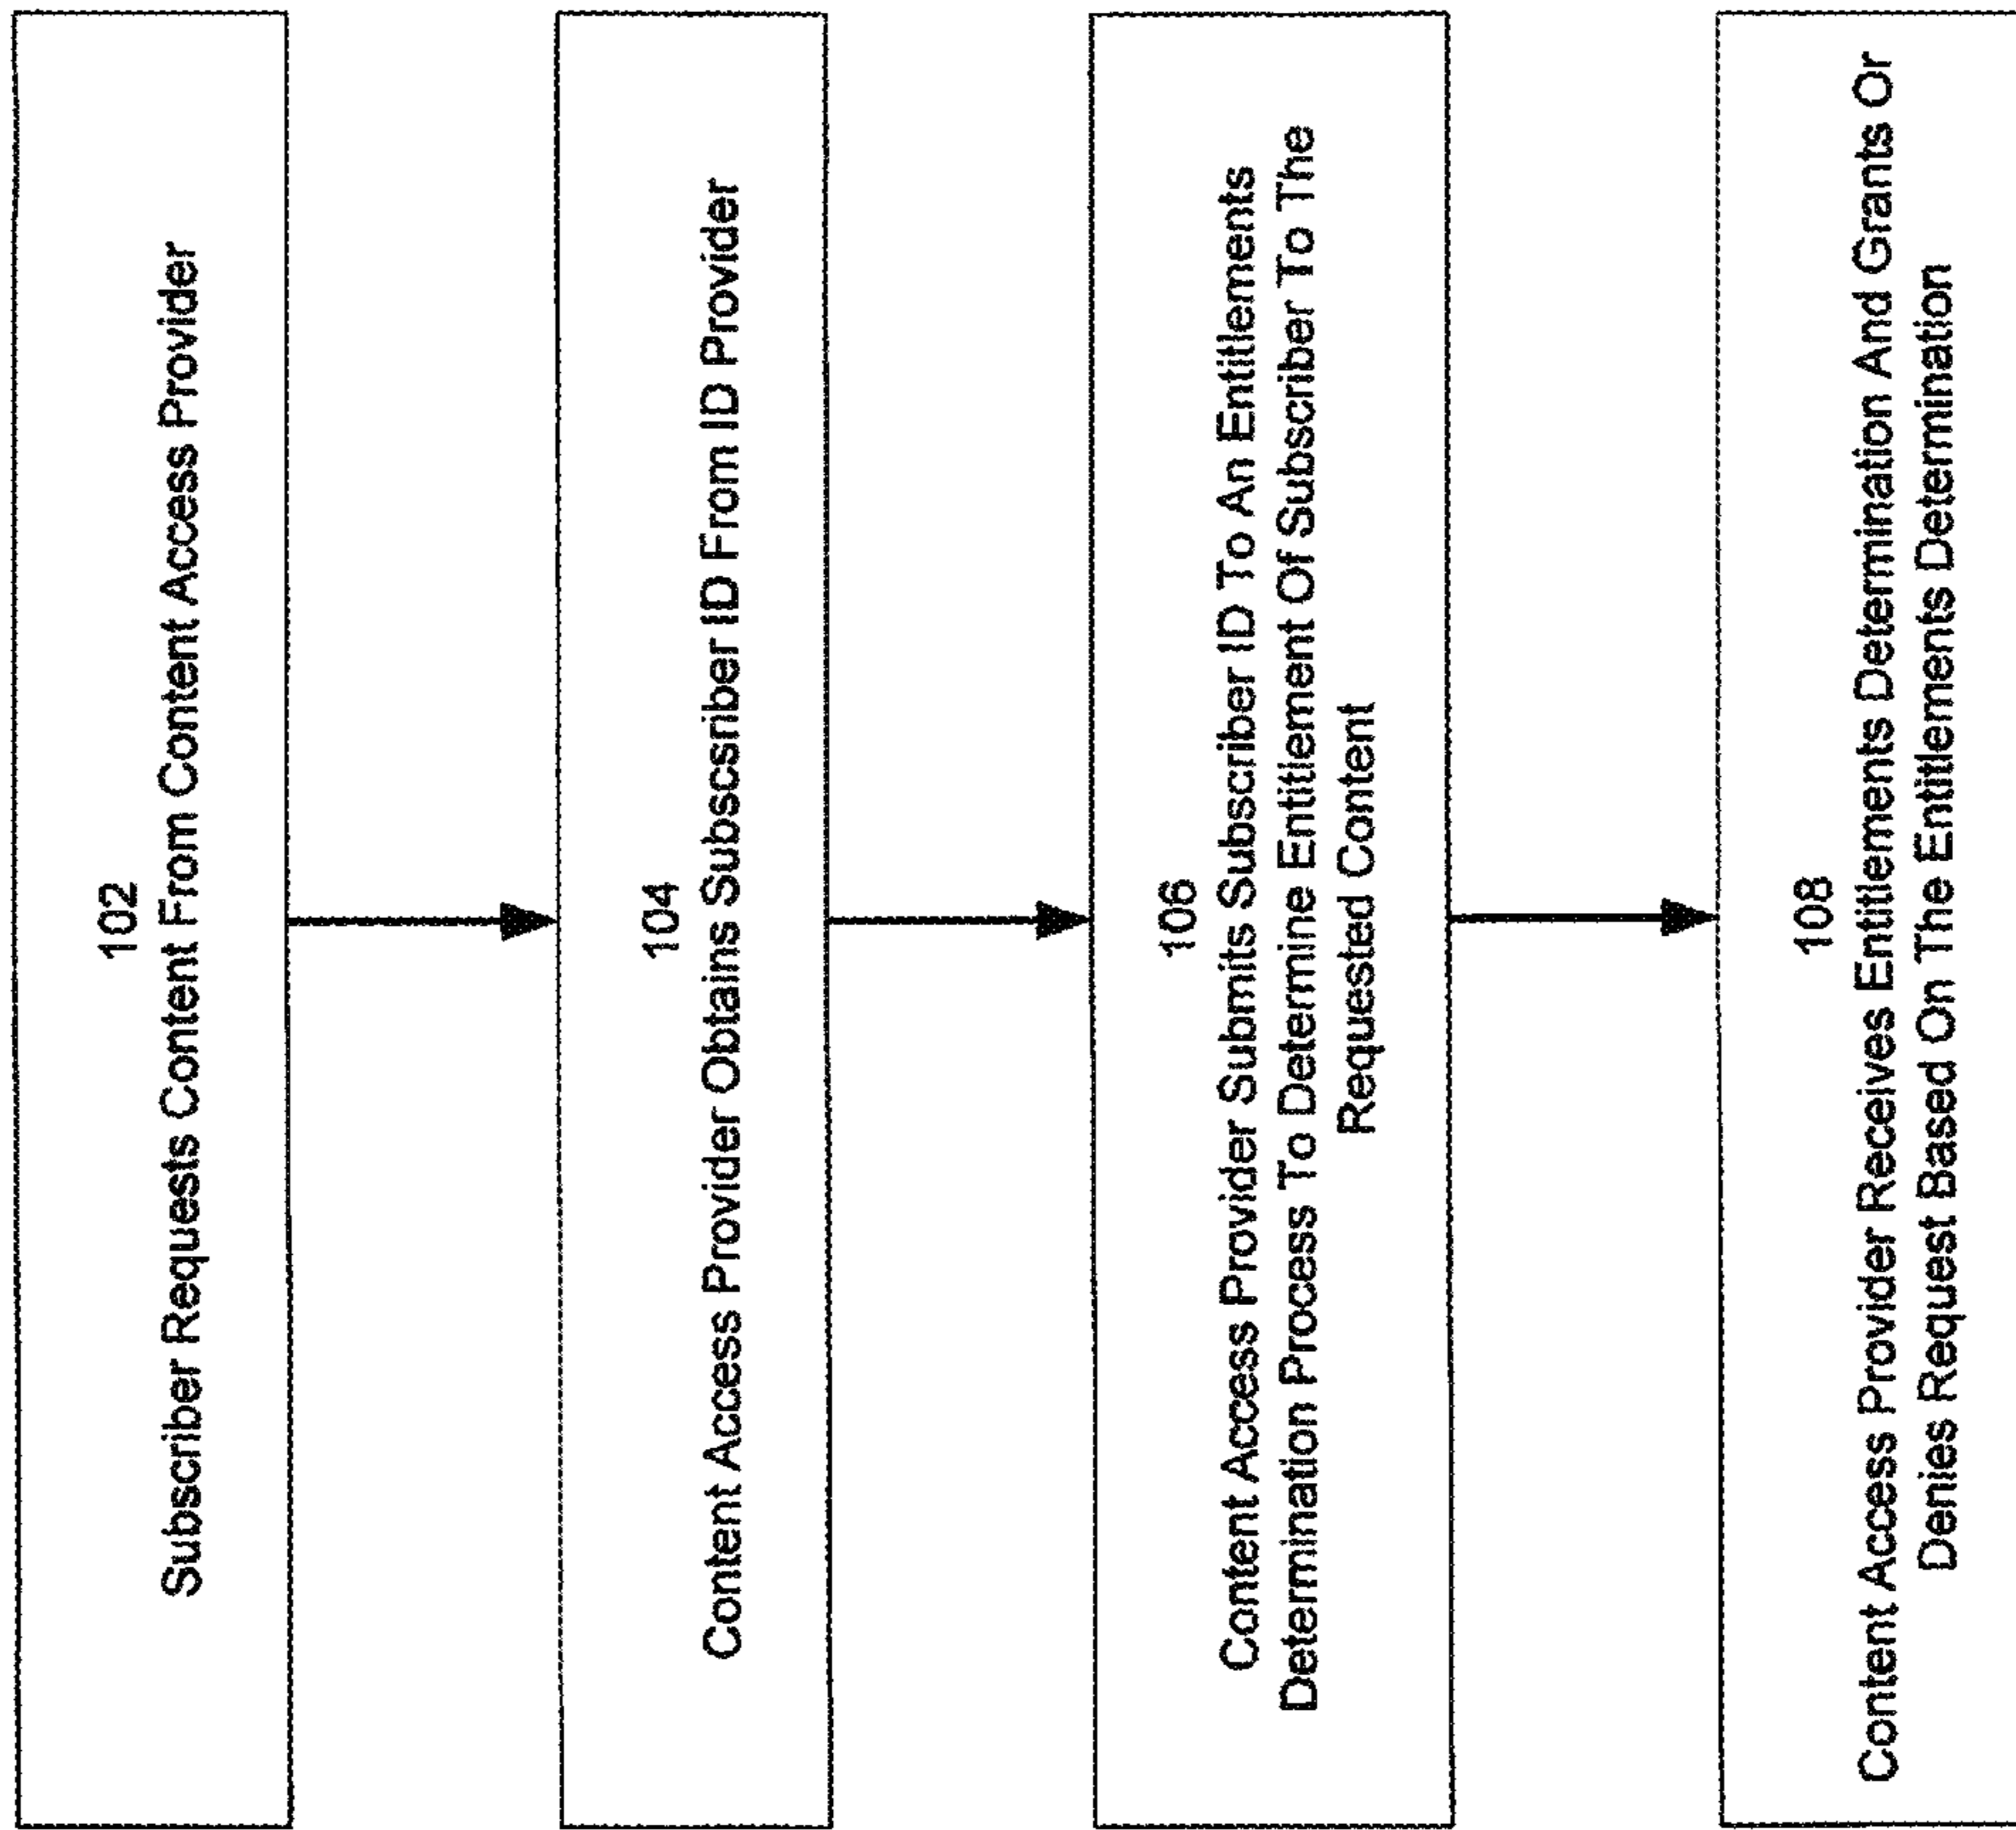 102
Subscriber Requests Content From Content Access Provider
104
Content Access Provider Obtains Subscsriber ID From ID Provider
106
Content Access Provider Submits Subscriber ID To An Entitlements
Determination Process To Determine Entitlement Of Subscriber To The
Requested Content
108
Content Access Provider Receives Entitlements Determination And Grants Or
Denies Request Based On The Entitlements Determination